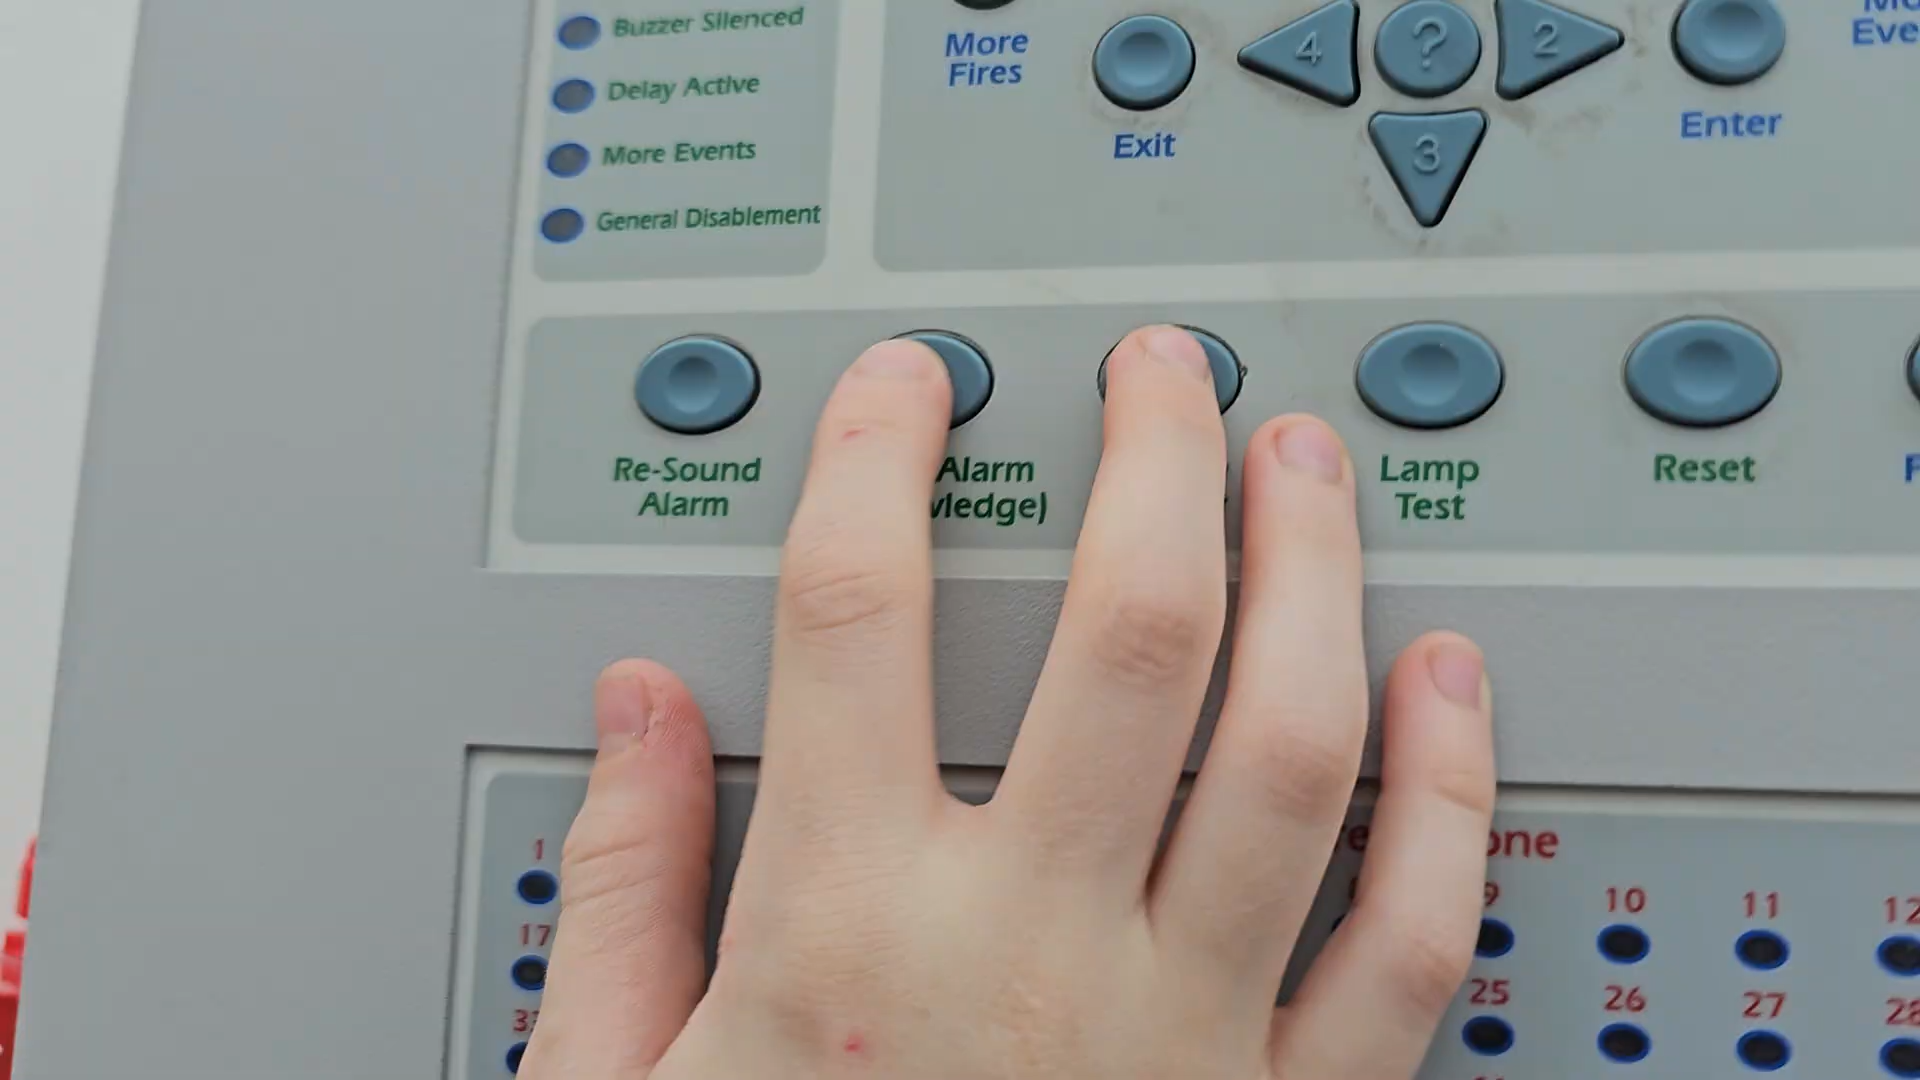 Buzzer Silenced
Delay Active
More Events
General Disablement
More
Fires
Exit
4
?
2
3
Enter
Re-Sound
Alarm
Alarm
Lamp
Test
Reset
1
17
9
10
11
12
25
26
27
28